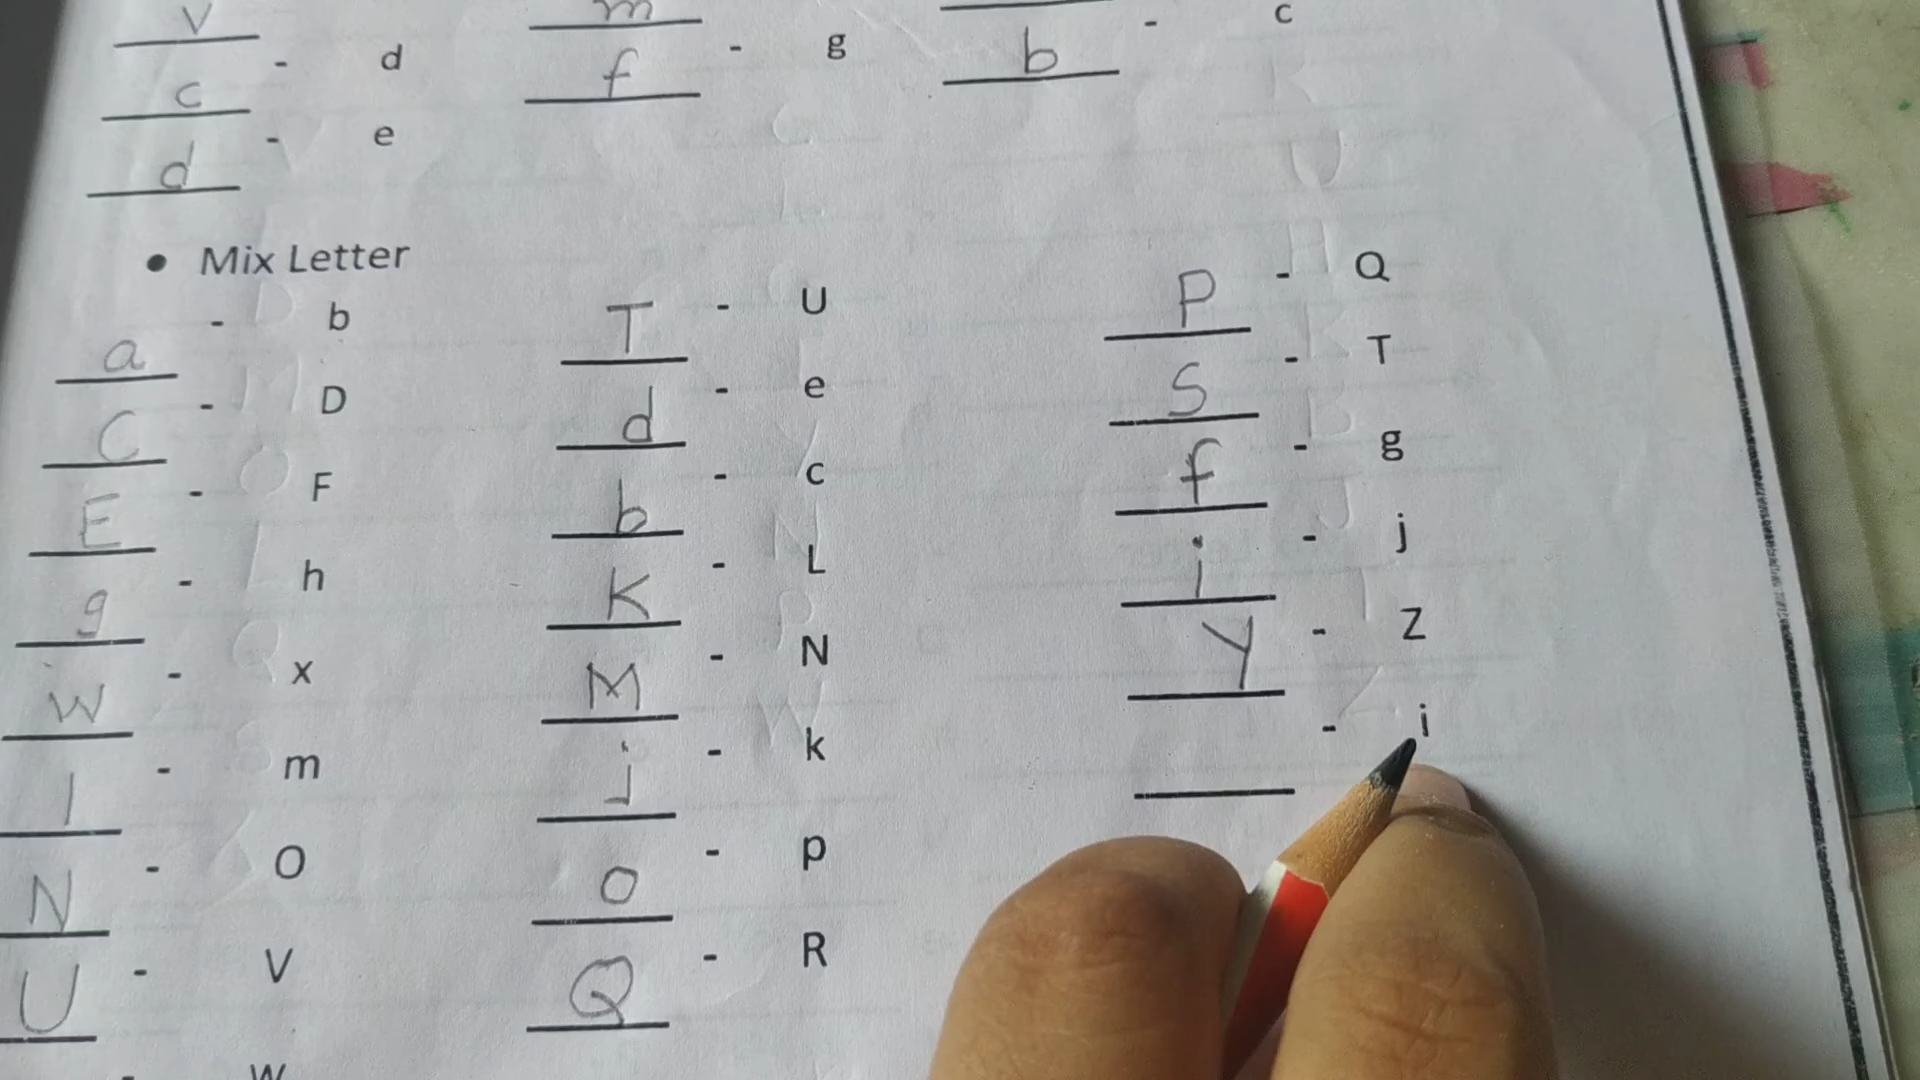 v - d
m - g
c
c - e
f
b
d
• Mix Letter
a - b
T - U
P - Q
C - D
d - e
S - T
E - F
b - c
f - g
g - h
K - L
i - j
W - x
M - N
Y - Z
l - m
j - k
- i
N - O
o - p
U - V
Q - R
- W